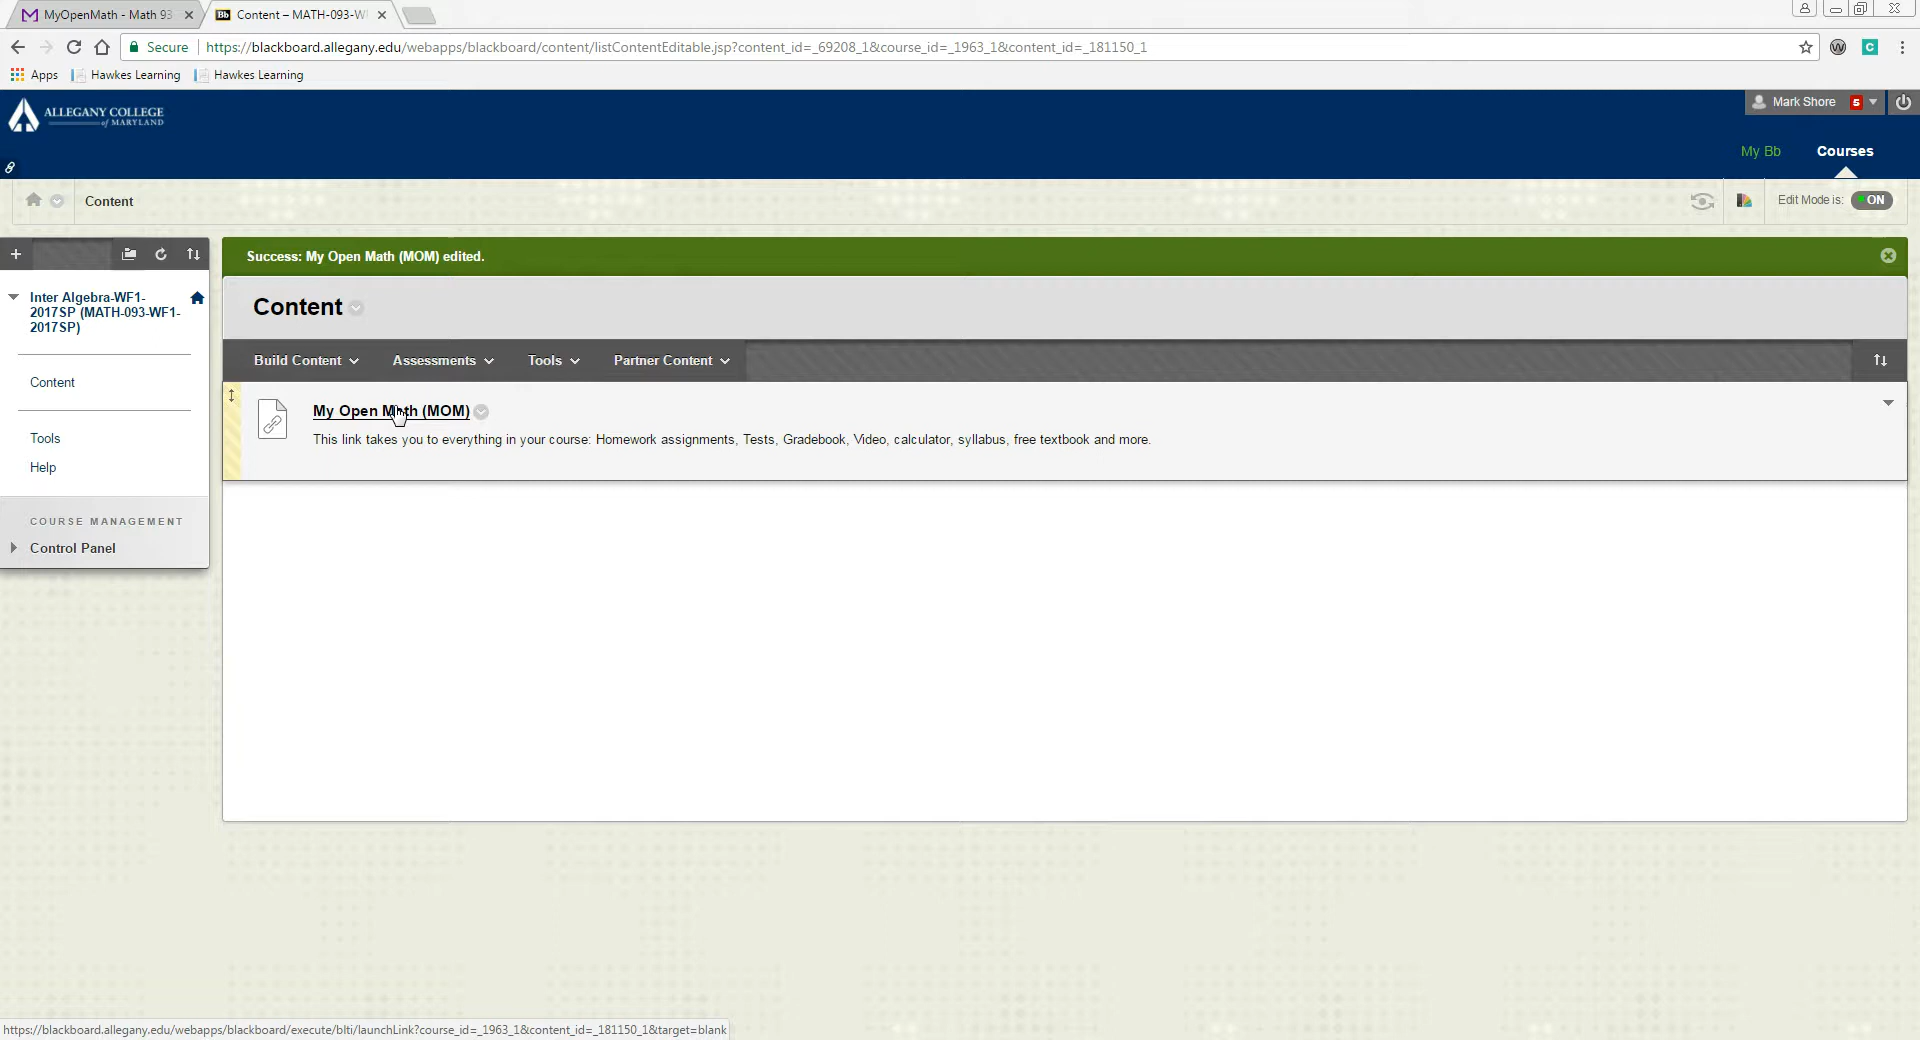 MyOpenMath - Math 93
Content – MATH-093-W
Secure
https://blackboard.allegany.edu/webapps/blackboard/content/listContentEditable.jsp?content_id=_69208_1&course_id=_1963_1&content_id=_181150_1
Apps
Hawkes Learning
Hawkes Learning
ALLEGANY COLLEGE
of MARYLAND
Mark Shore
5
My Bb
Courses
Content
Edit Mode is:
ON
Success: My Open Math (MOM) edited.
Inter Algebra-WF1-
2017SP (MATH-093-WF1-
2017SP)
Content
Tools
Help
COURSE MANAGEMENT
Control Panel
Content
Build Content
Assessments
Tools
Partner Content
My Open Math (MOM)
This link takes you to everything in your course: Homework assignments, Tests, Gradebook, Video, calculator, syllabus, free textbook and more.
https://blackboard.allegany.edu/webapps/blackboard/execute/blti/launchLink?course_id=_1963_1&content_id=_181150_1&target=blank